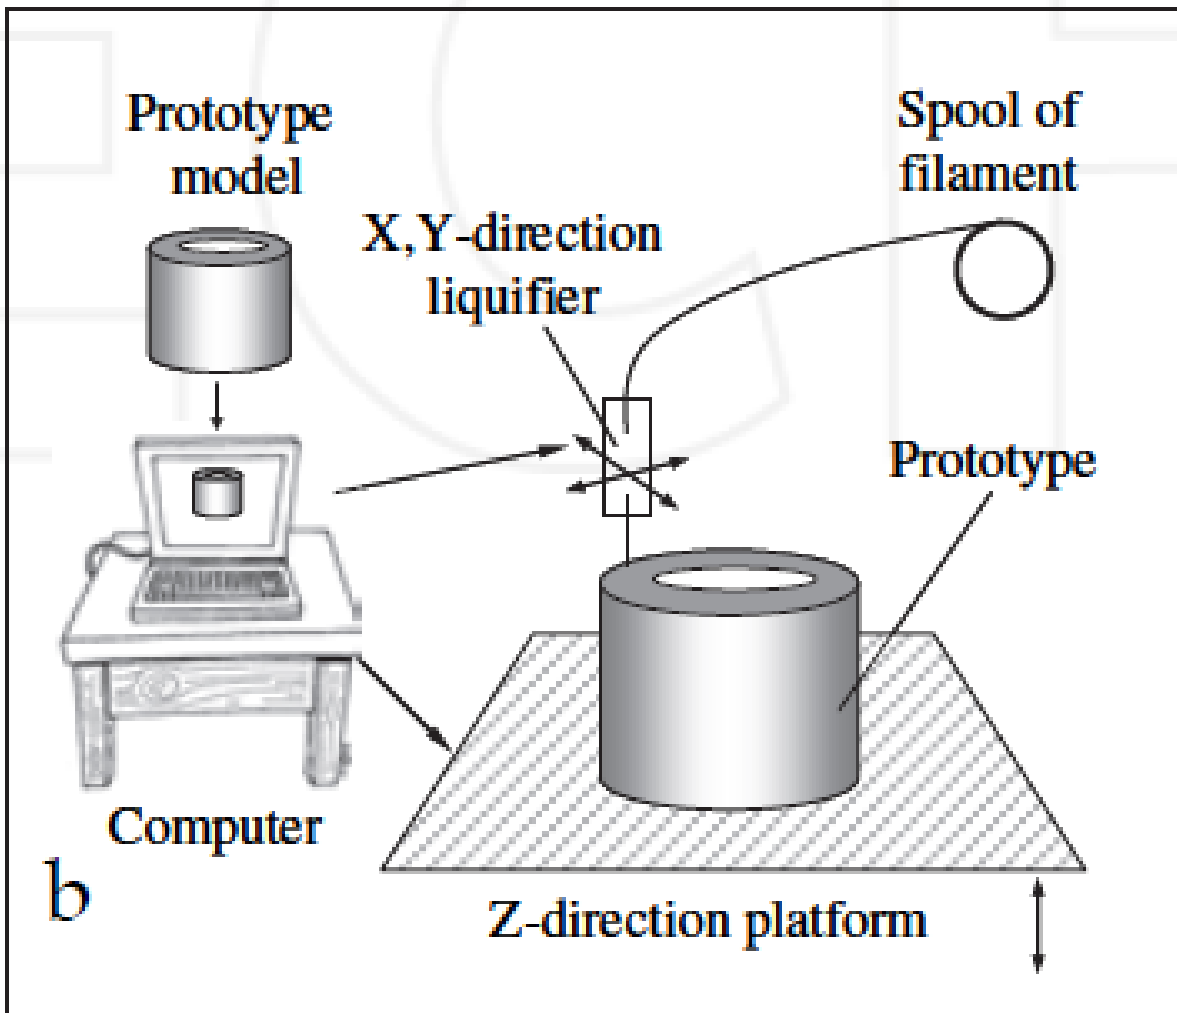 Prototype
model
Spool of
filament
X,Y-direction
liquifier
Prototype
Computer
b
Z-direction platform